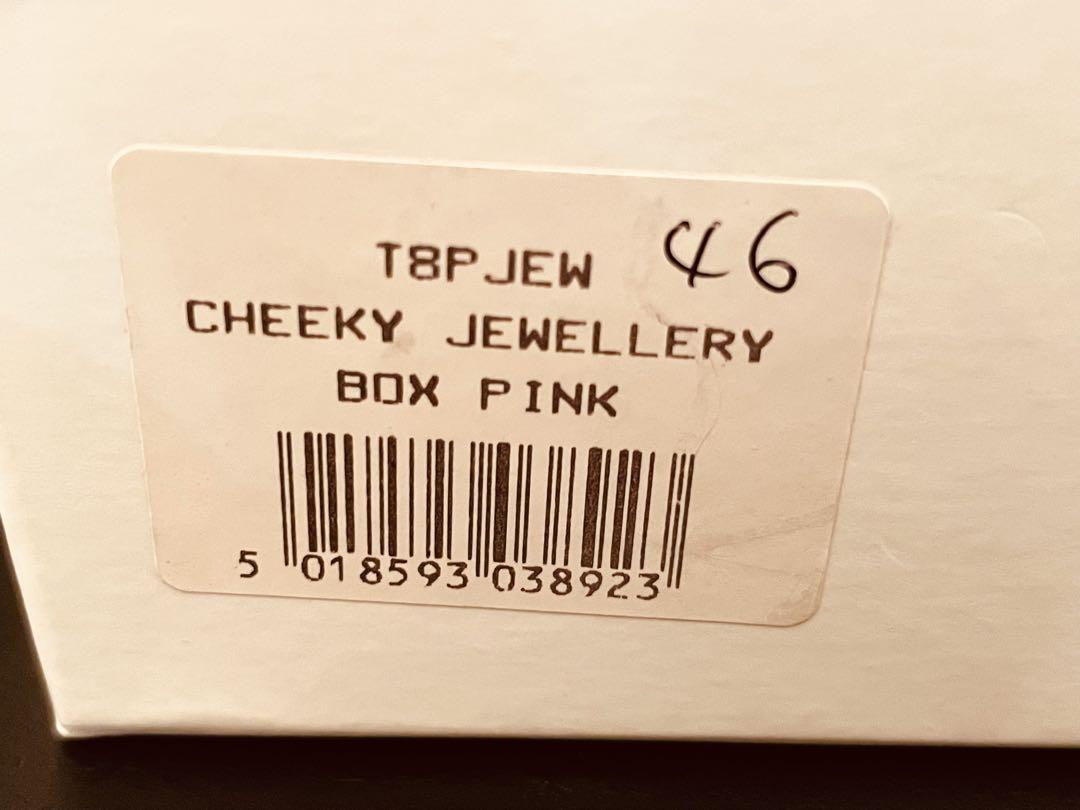 T8PJEW 46
CHEEKY JEWELLERY
BOX PINK
5 018593 038923